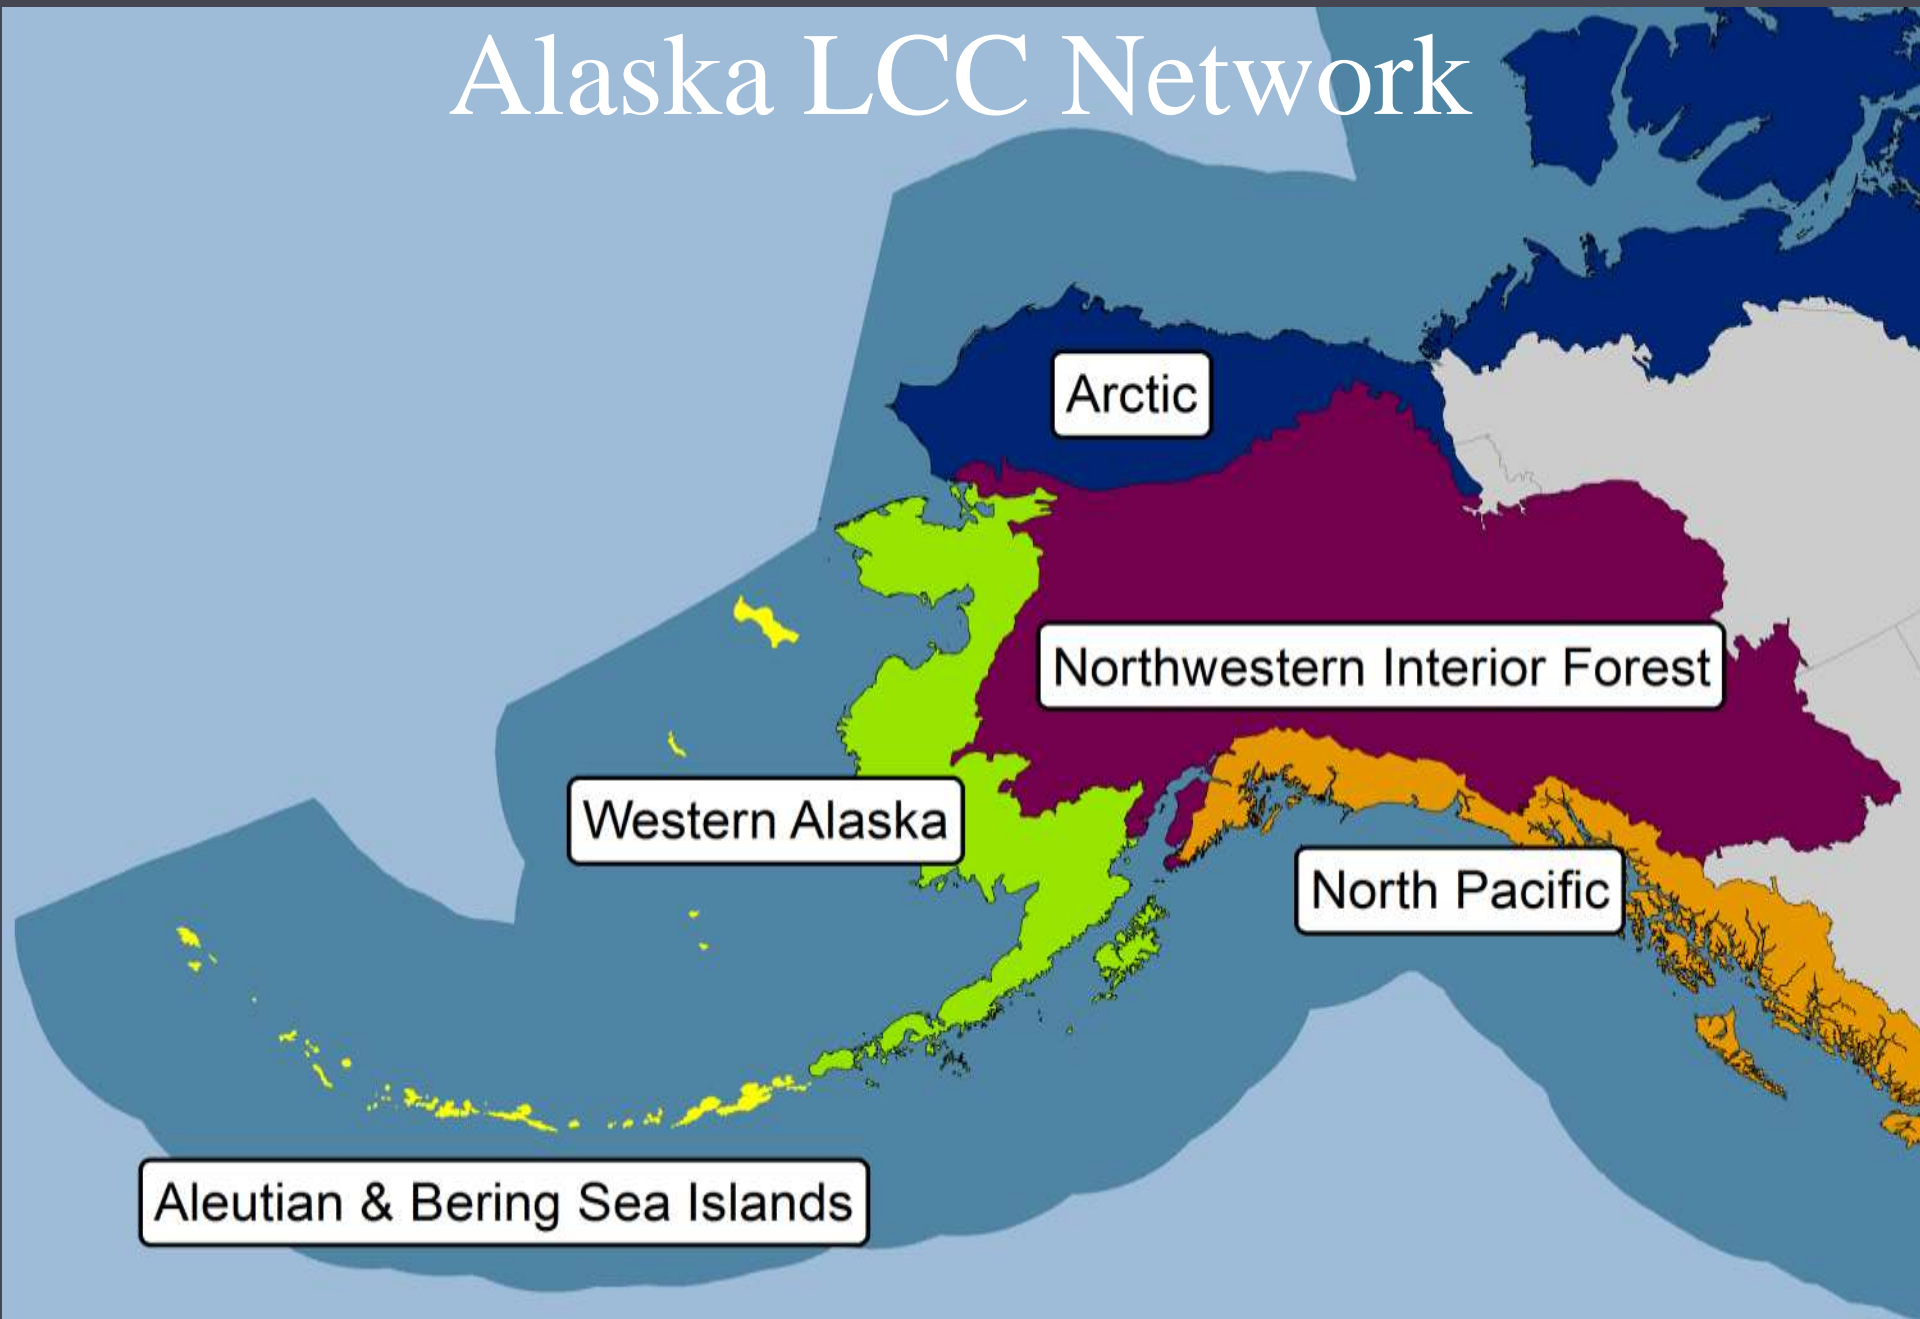 Alaska LCC Network
Arctic
Northwestern Interior Forest
Western Alaska
North Pacific
Aleutian & Bering Sea Islands